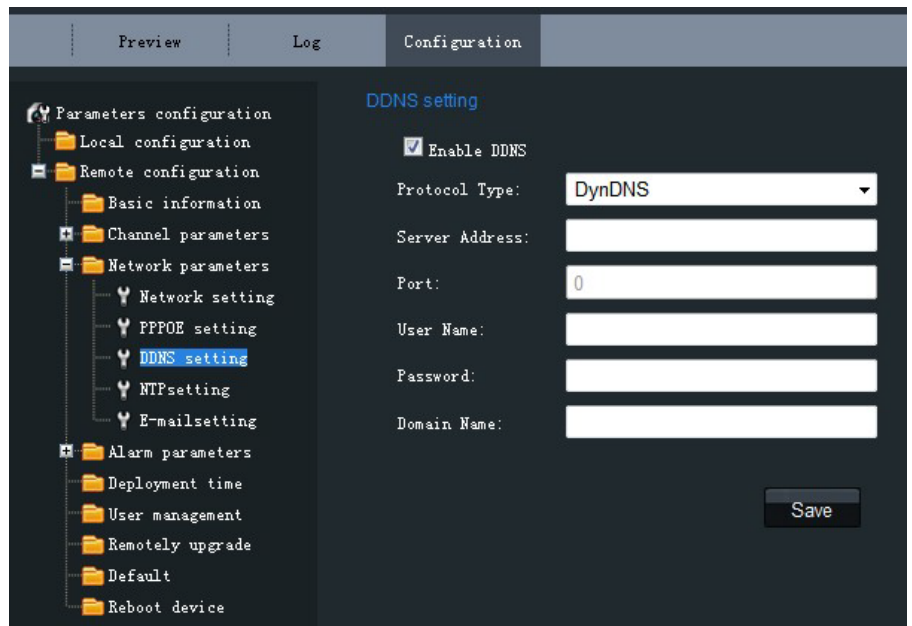 Preview
Log
Configuration
Parameters configuration
Local configuration
Remote configuration
Basic information
Channel parameters
Network parameters
Network setting
PPPOE setting
DDNS setting
NTPsetting
E-mailsetting
Alarm parameters
Deployment time
User management
Remotely upgrade
Default
Reboot device
DDNS setting
Enable DDNS
Protocol Type: DynDNS
Server Address:
Port: 0
User Name:
Password:
Domain Name:
Save